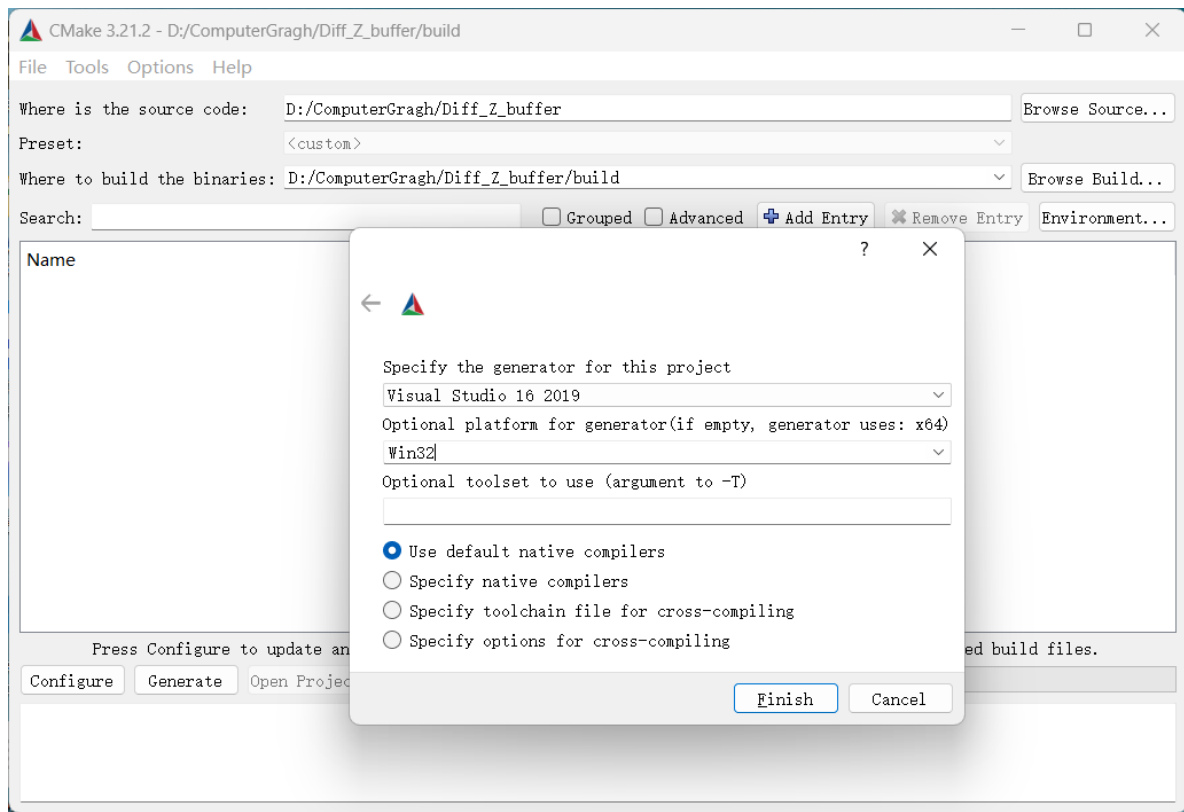 CMake 3.21.2 - D:/ComputerGragh/Diff_Z_buffer/build
File Tools Options Help
Where is the source code: D:/ComputerGragh/Diff_Z_buffer Browse Source...
Preset: <custom>
Where to build the binaries: D:/ComputerGragh/Diff_Z_buffer/build Browse Build...
Search: Grouped Advanced Add Entry Remove Entry Environment...
Name
?
Specify the generator for this project
Visual Studio 16 2019
Optional platform for generator(if empty, generator uses: x64)
Win32
Optional toolset to use (argument to -T)
Use default native compilers
Specify native compilers
Specify toolchain file for cross-compiling
Specify options for cross-compiling
Press Configure to update an ed build files.
Configure Generate Open Projec
Finish Cancel